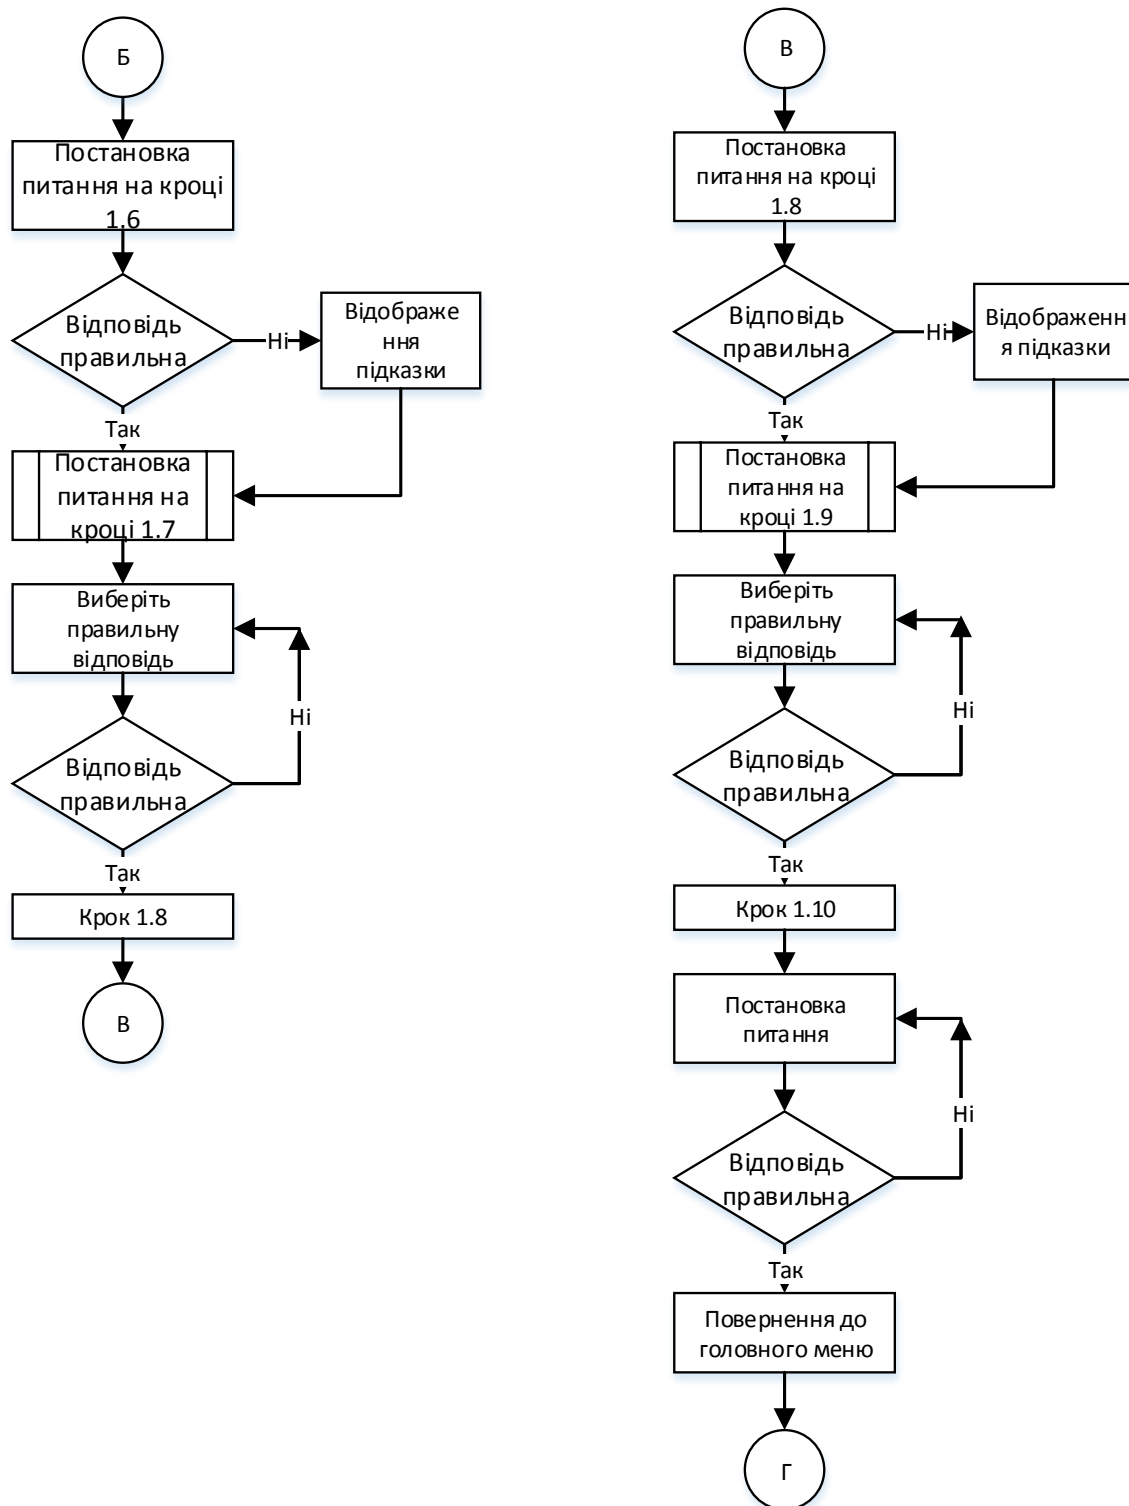 Б
Постановка
питання на кроці
1.6
Відповідь
правильна
Ні
Відображе
ння
підказки
Так
Постановка
питання на
кроці 1.7
Виберіть
правильну
відповідь
Ні
Відповідь
правильна
Так
Крок 1.8
В
В
Постановка
питання на кроці
1.8
Відповідь
правильна
Ні
Відображенн
я підказки
Так
Постановка
питання на
кроці 1.9
Виберіть
правильну
відповідь
Ні
Відповідь
правильна
Так
Крок 1.10
Постановка
питання
Ні
Відповідь
правильна
Так
Повернення до
головного меню
Г